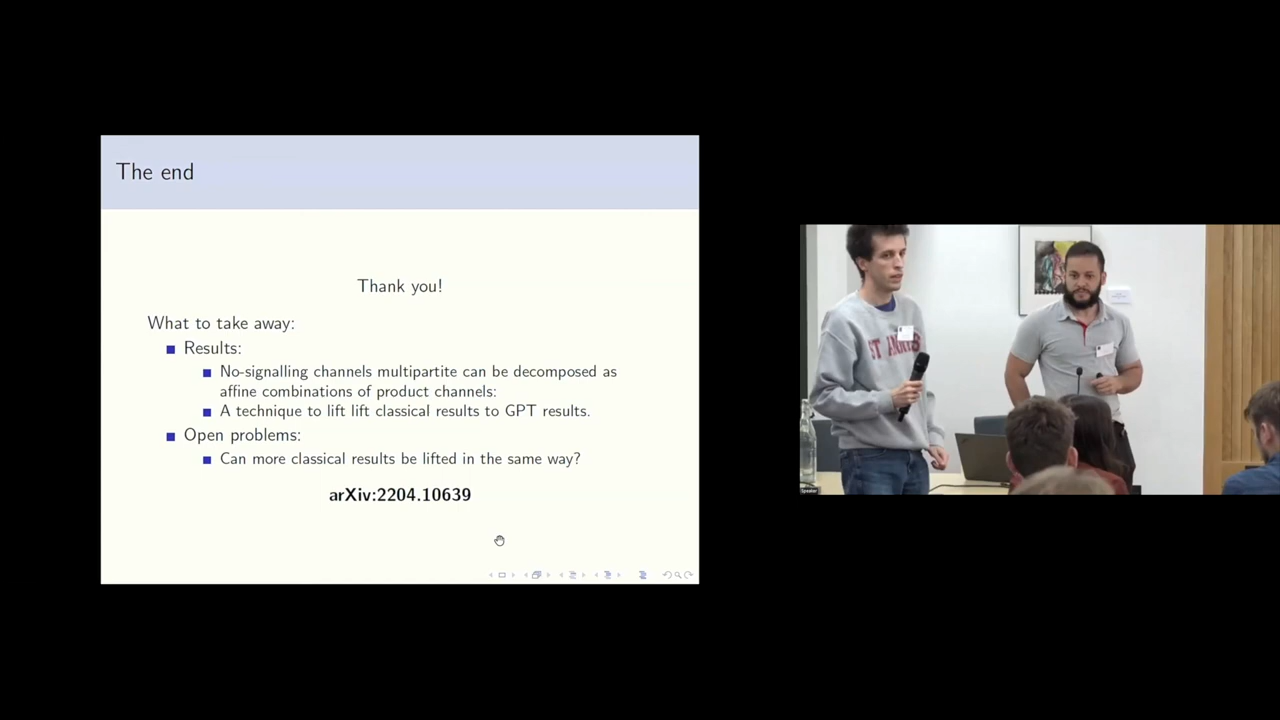 The end
Thank you!
What to take away:
Results:
No-signalling channels multipartite can be decomposed as
affine combinations of product channels:
A technique to lift lift classical results to GPT results.
Open problems:
Can more classical results be lifted in the same way?
arXiv:2204.10639
Speaker